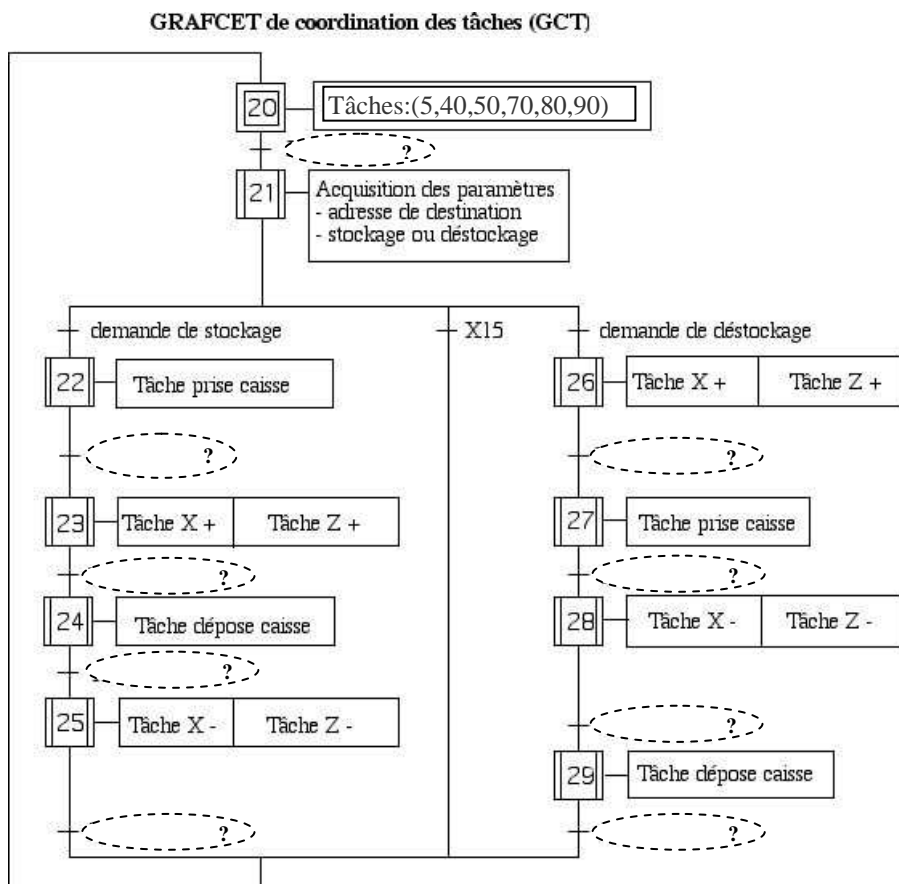 GRAFCET de coordination des tâches (GCT)
20
Tâches:(5,40,50,70,80,90)
?
21
Acquisition des paramètres
- adresse de destination
- stockage ou déstockage
demande de stockage
X15
demande de déstockage
22
Tâche prise caisse
26
Tâche X +
Tâche Z +
?
?
23
Tâche X +
Tâche Z +
27
Tâche prise caisse
?
?
24
Tâche dépose caisse
28
Tâche X -
Tâche Z -
?
25
Tâche X -
Tâche Z -
?
29
Tâche dépose caisse
?
?